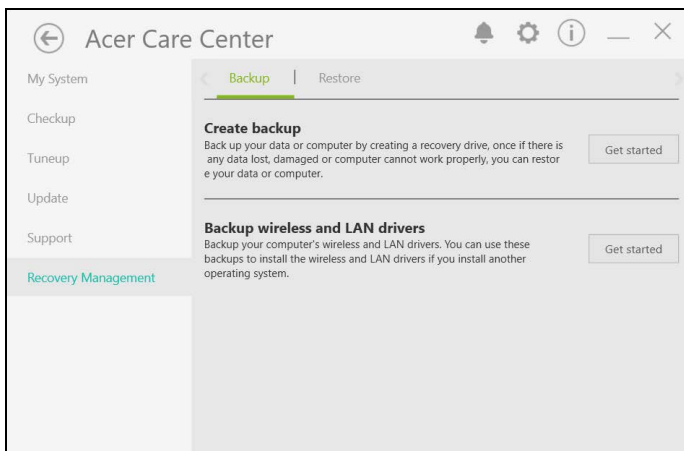 Acer Care Center
My System
Checkup
Tuneup
Update
Support
Recovery Management
Backup | Restore
Create backup
Back up your data or computer by creating a recovery drive, once if there is
any data lost, damaged or computer cannot work properly, you can restor
e your data or computer.
Get started
Backup wireless and LAN drivers
Backup your computer's wireless and LAN drivers. You can use these
backups to install the wireless and LAN drivers if you install another
operating system.
Get started